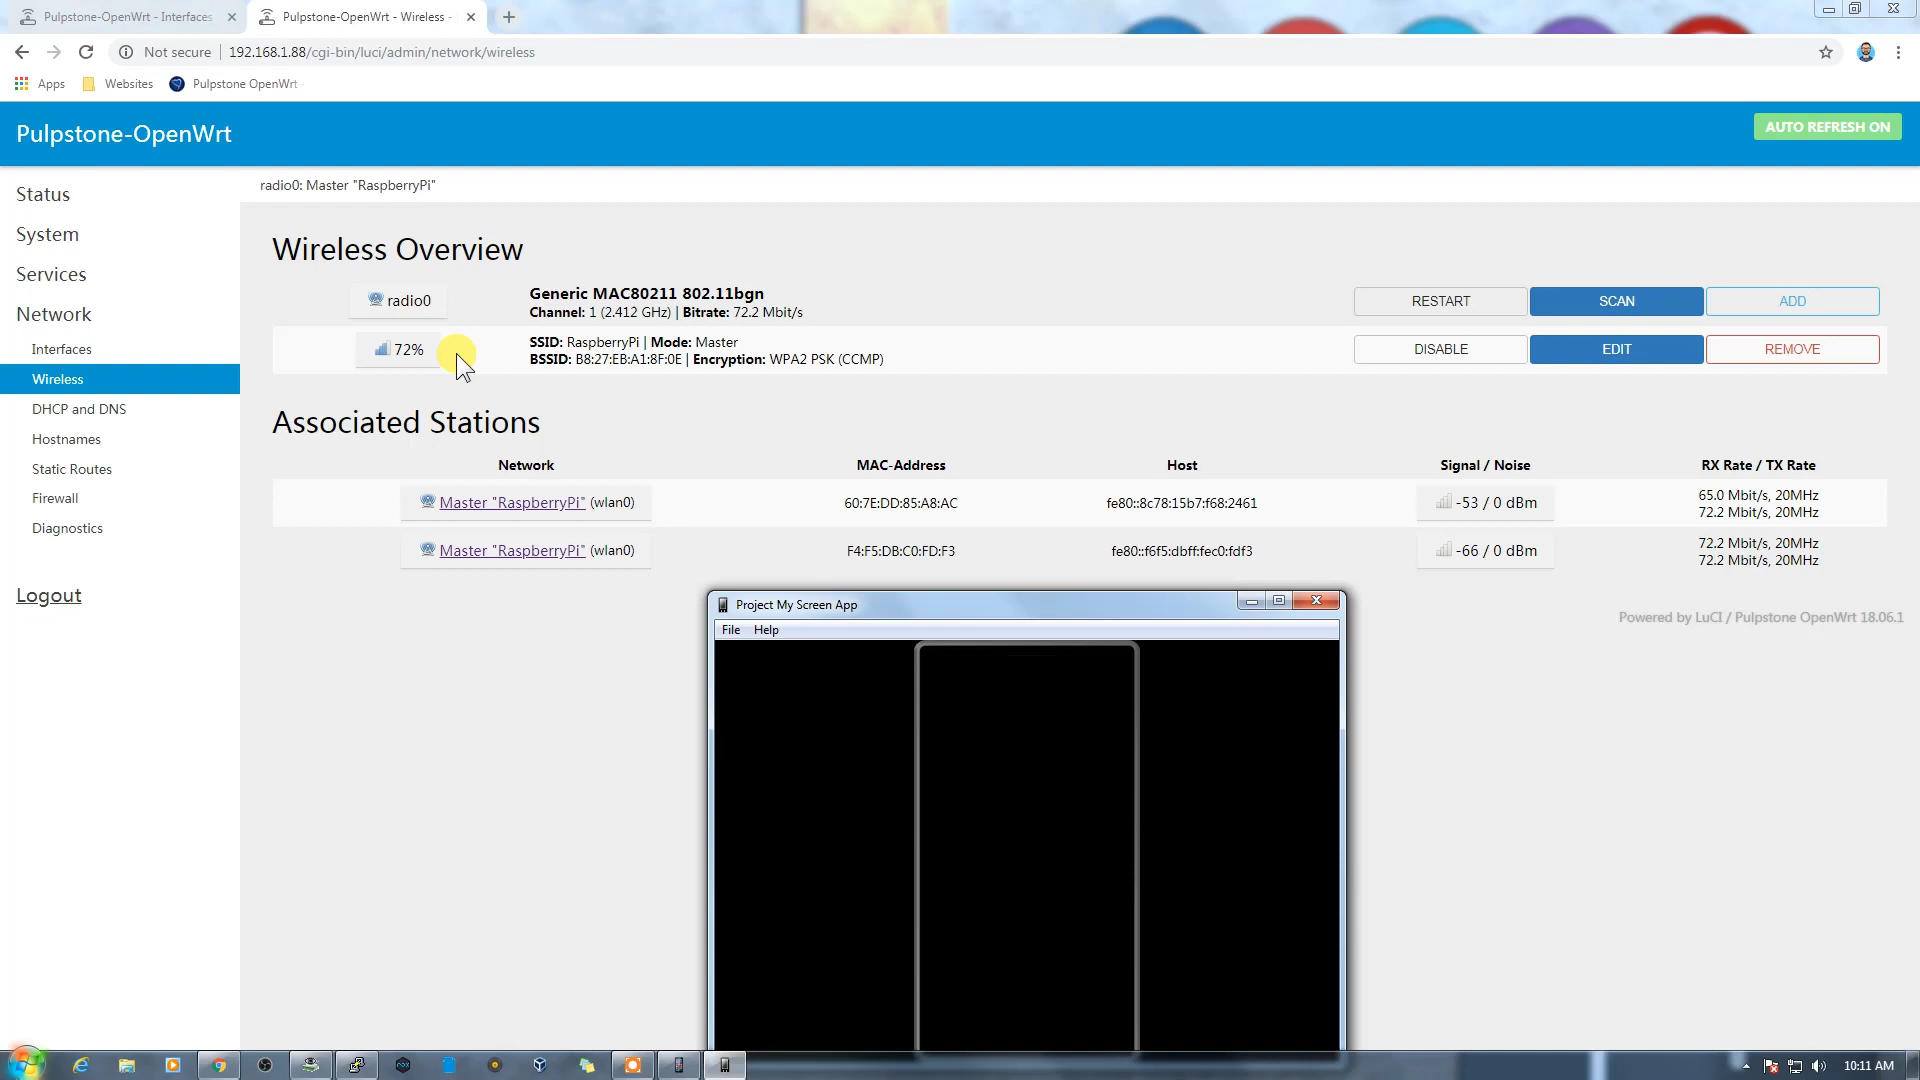 Pulpstone-OpenWrt - Interfaces
Pulpstone-OpenWrt - Wireless -
Not secure
192.168.1.88/cgi-bin/luci/admin/network/wireless
Apps
Websites
Pulpstone OpenWrt -
Pulpstone-OpenWrt
AUTO REFRESH ON
Status
System
Services
Network
Interfaces
Wireless
DHCP and DNS
Hostnames
Static Routes
Firewall
Diagnostics
Logout
radio0: Master "RaspberryPi"
Wireless Overview
radio0
Generic MAC80211 802.11bgn
Channel: 1 (2.412 GHz) | Bitrate: 72.2 Mbit/s
RESTART
SCAN
ADD
72%
SSID: RaspberryPi | Mode: Master
BSSID: B8:27:EB:A1:8F:0E | Encryption: WPA2 PSK (CCMP)
DISABLE
EDIT
REMOVE
Associated Stations
Network
MAC-Address
Host
Signal / Noise
RX Rate / TX Rate
Master "RaspberryPi" (wlan0)
60:7E:DD:85:A8:AC
fe80::8c78:15b7:f68:2461
-53 / 0 dBm
65.0 Mbit/s, 20MHz
72.2 Mbit/s, 20MHz
Master "RaspberryPi" (wlan0)
F4:F5:DB:C0:FD:F3
fe80::f6f5:dbff:fec0:fdf3
-66 / 0 dBm
72.2 Mbit/s, 20MHz
72.2 Mbit/s, 20MHz
Powered by LuCI / Pulpstone OpenWrt 18.06.1
Project My Screen App
File
Help
nox
10:11 AM